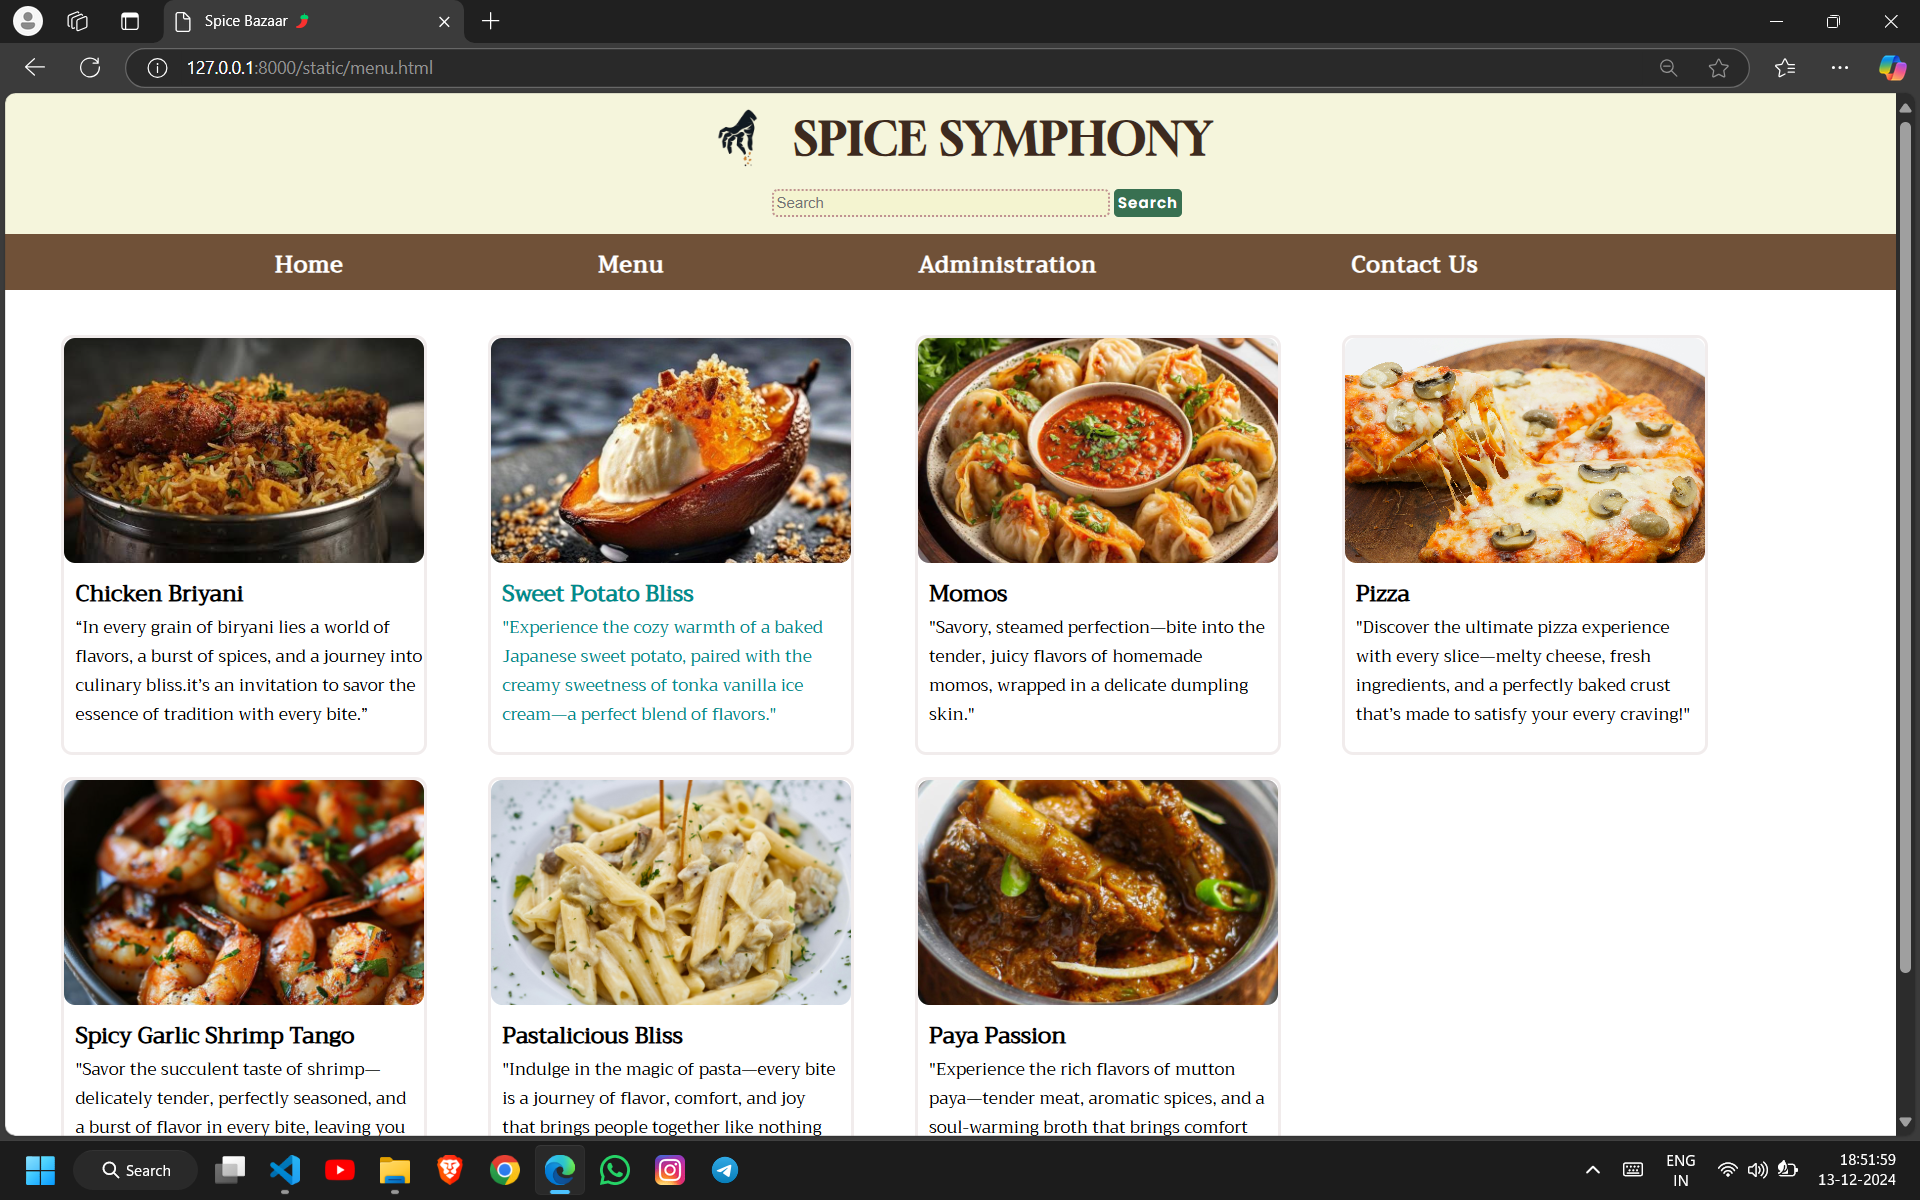 Spice Bazaar 🌶️
127.0.0.1:8000/static/menu.html
SPICE SYMPHONY
Search Search
Home Menu Administration Contact Us
Chicken Briyani
“In every grain of biryani lies a world of
flavors, a burst of spices, and a journey into
culinary bliss.it’s an invitation to savor the
essence of tradition with every bite.”
Sweet Potato Bliss
"Experience the cozy warmth of a baked
Japanese sweet potato, paired with the
creamy sweetness of tonka vanilla ice
cream—a perfect blend of flavors."
Momos
"Savory, steamed perfection—bite into the
tender, juicy flavors of homemade
momos, wrapped in a delicate dumpling
skin."
Pizza
"Discover the ultimate pizza experience
with every slice—melty cheese, fresh
ingredients, and a perfectly baked crust
that’s made to satisfy your every craving!"
Spicy Garlic Shrimp Tango
"Savor the succulent taste of shrimp—
delicately tender, perfectly seasoned, and
a burst of flavor in every bite, leaving you
Pastalicious Bliss
"Indulge in the magic of pasta—every bite
is a journey of flavor, comfort, and joy
that brings people together like nothing
Paya Passion
"Experience the rich flavors of mutton
paya—tender meat, aromatic spices, and a
soul-warming broth that brings comfort
Search
ENG
IN
18:51:59
13-12-2024